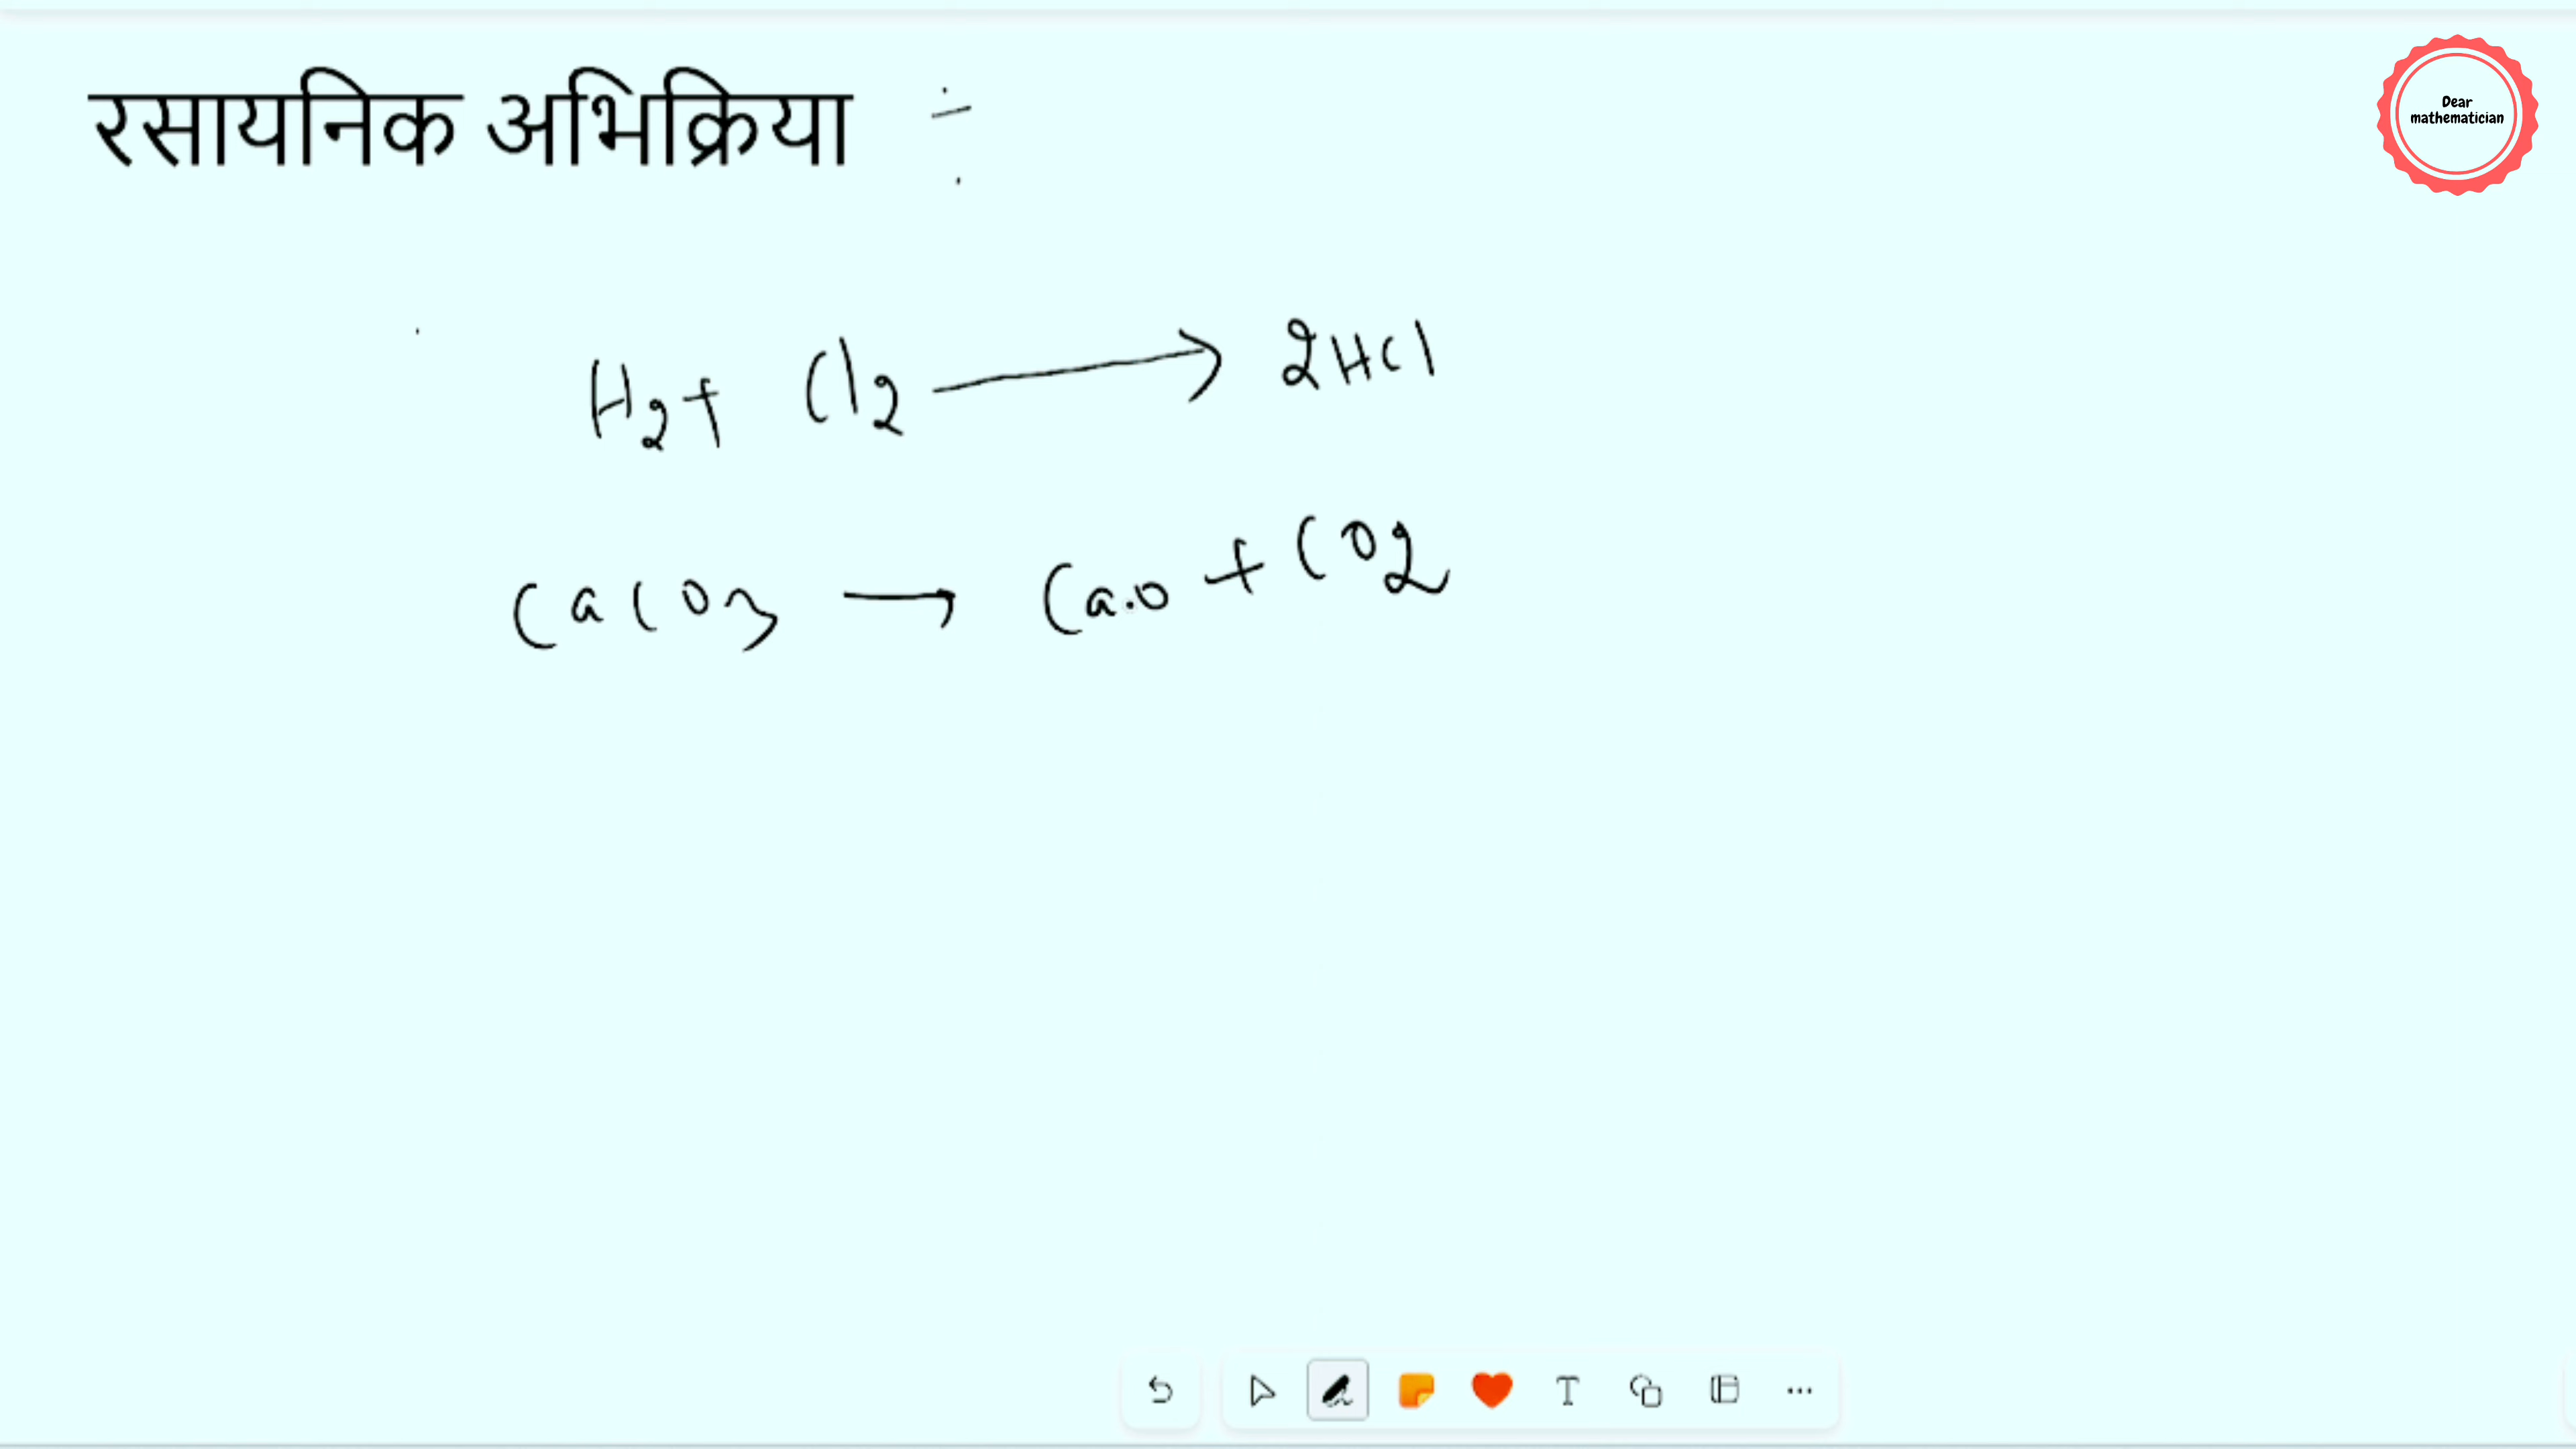 रसायनिक अभिक्रिया ÷
Dear
mathematician
H₂ + Cl₂ ⟶ 2HCl
CaCO₃ → CaO + CO₂
T